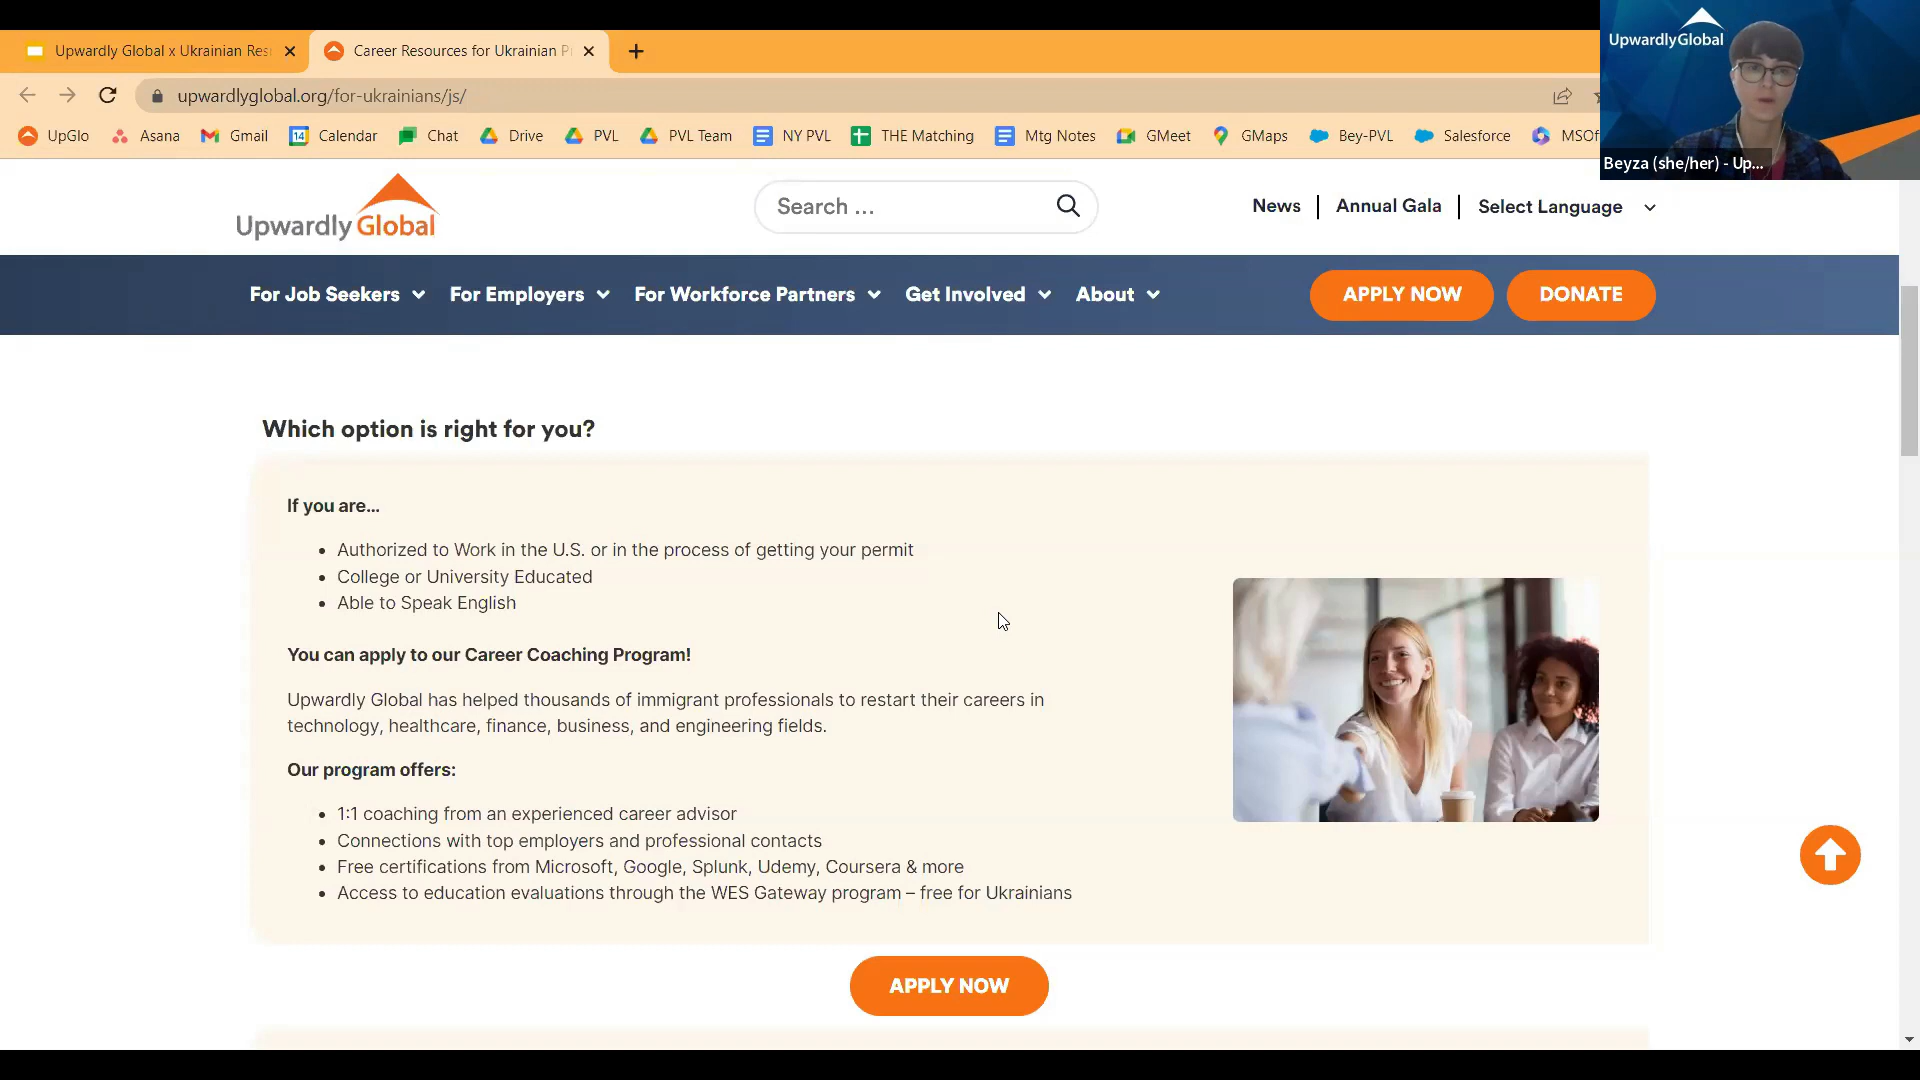 Upwardly Global x Ukrainian Res
Career Resources for Ukrainian P
UpwardlyGlobal
upwardlyglobal.org/for-ukrainians/js/
UpGlo
Asana
Gmail
14
Calendar
Chat
Drive
PVL
PVL Team
NY PVL
THE Matching
Mtg Notes
GMeet
GMaps
Bey-PVL
Salesforce
MSOf
Beyza (she/her) - Up...
Upwardly Global
Search ...
News
Annual Gala
Select Language
For Job Seekers
For Employers
For Workforce Partners
Get Involved
About
APPLY NOW
DONATE
Which option is right for you?
If you are...
Authorized to Work in the U.S. or in the process of getting your permit
College or University Educated
Able to Speak English
You can apply to our Career Coaching Program!
Upwardly Global has helped thousands of immigrant professionals to restart their careers in
technology, healthcare, finance, business, and engineering fields.
Our program offers:
1:1 coaching from an experienced career advisor
Connections with top employers and professional contacts
Free certifications from Microsoft, Google, Splunk, Udemy, Coursera & more
Access to education evaluations through the WES Gateway program – free for Ukrainians
APPLY NOW